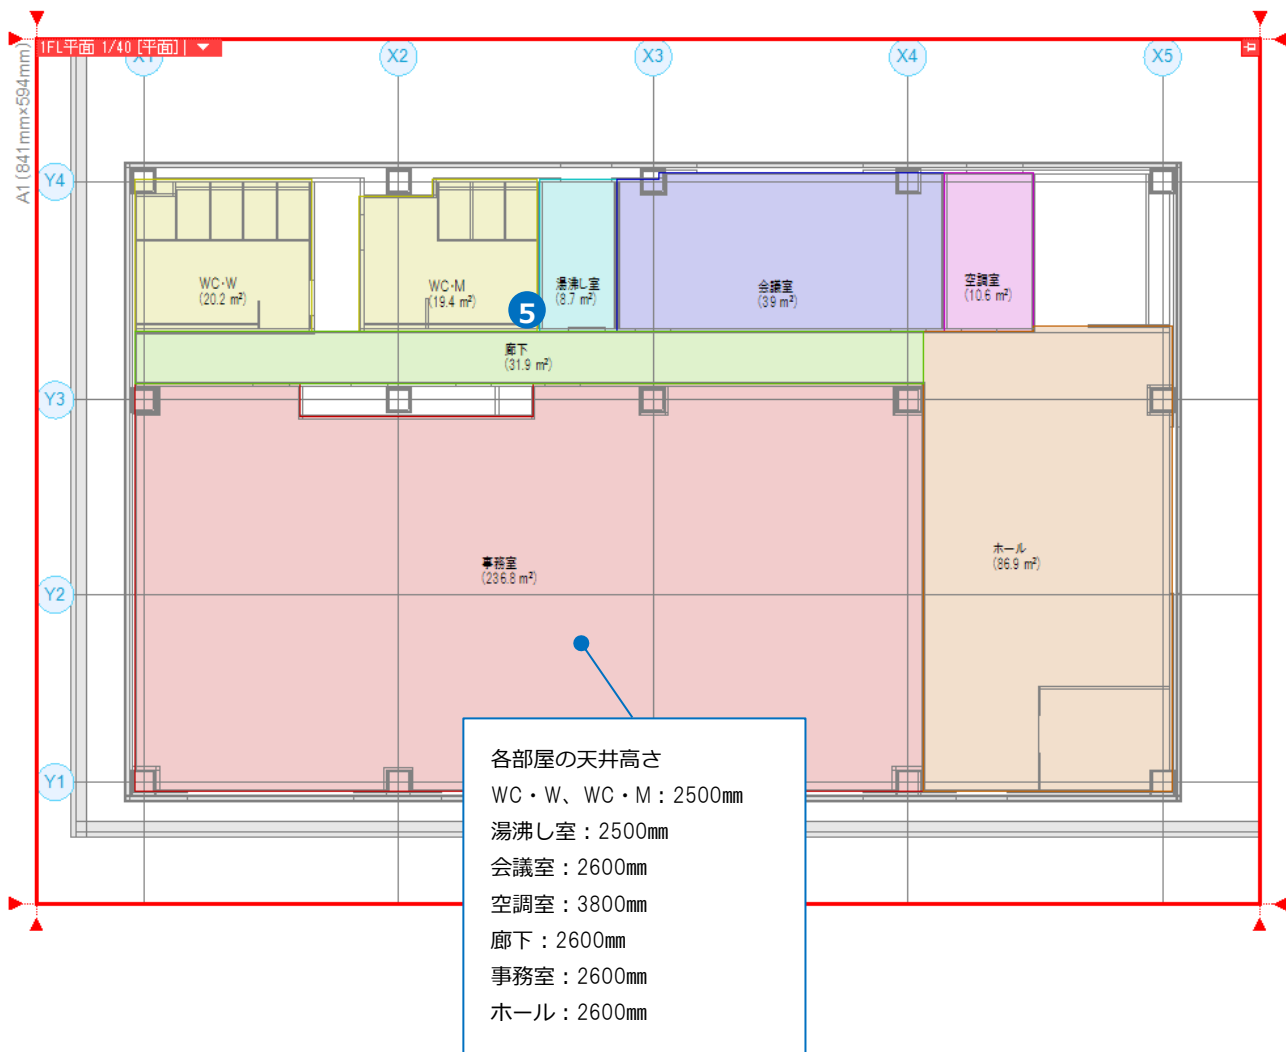 1FL平面 1/40 [平面] |
A1 (841mm×594mm)
X1
X2
X3
X4
X5
Y4
WC・W
(20.2 m²)
WC・M
(19.4 m²)
湯沸し室
(8.7 m²)
会議室
(39 m²)
空調室
(10.6 m²)
5
廊下
(31.9 m²)
Y3
事務室
(236.8 m²)
ホール
(86.9 m²)
Y2
Y1
各部屋の天井高さ
WC・W、WC・M：2500㎜
湯沸し室：2500㎜
会議室：2600㎜
空調室：3800㎜
廊下：2600㎜
事務室：2600㎜
ホール：2600㎜